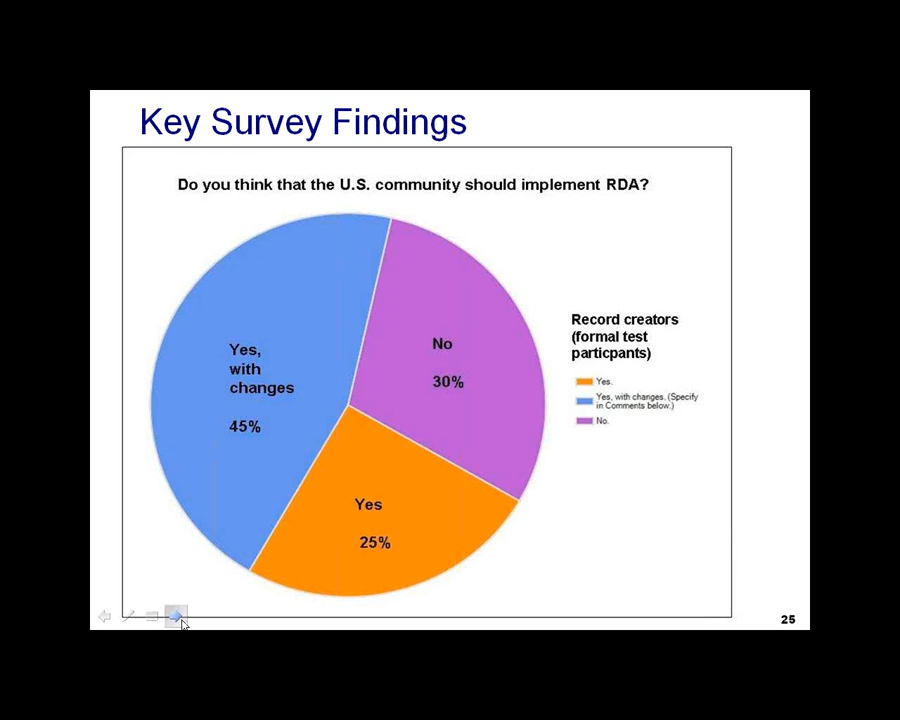 Key Survey Findings
Do you think that the U.S. community should implement RDA?
Yes,
with
changes
45%
No
30%
Yes
25%
Record creators
(formal test
particpants)
Yes.
Yes, with changes. (Specify
in Comments below.)
No.
25